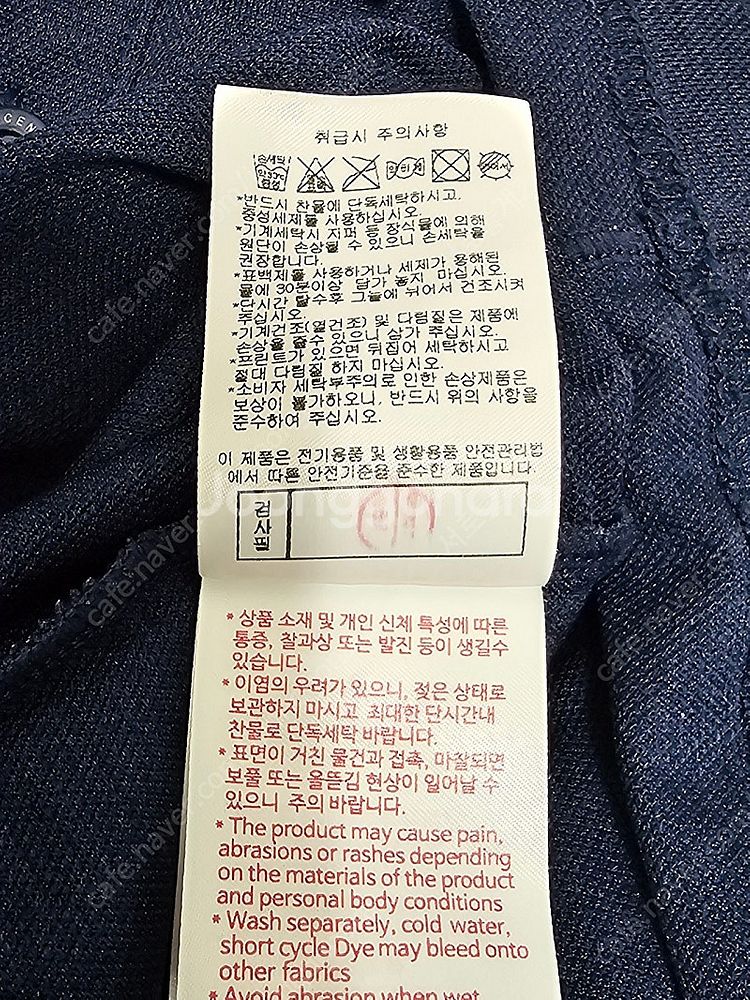 GEN
취급시 주의사항
손세탁
약30℃
중성
*반드시 찬물에 단독세탁하시고,
중성세제를 사용하십시오.
*기계세탁시 지퍼 등 장식물에 의해
원단이 손상될 수 있으니 손세탁을
권장합니다.
*표백제를 사용하거나 세제가 용해된
물에 30분이상 담가 놓지 마십시오.
*단시간 탈수후 그늘에 뉘어서 건조시켜
주십시오.
*기계건조(열건조) 및 다림질은 제품에
손상을 줄수 있으니 삼가 주십시오.
*프린트가 있으면 뒤집어 세탁하시고
절대 다림질 하지 마십시오.
*소비자 세탁부주의로 인한 손상제품은
보상이 불가하오니, 반드시 위의 사항을
준수하여 주십시오.
이 제품은 전기용품 및 생활용품 안전관리법
에서 따른 안전기준을 준수한 제품입니다.
검사필
* 상품 소재 및 개인 신체 특성에 따른
통증, 찰과상 또는 발진 등이 생길수
있습니다.
* 이염의 우려가 있으니, 젖은 상태로
보관하지 마시고 최대한 단시간내
찬물로 단독세탁 바랍니다.
* 표면이 거친 물건과 접촉, 마찰되면
보풀 또는 올뜯김 현상이 일어날 수
있으니 주의 바랍니다.
* The product may cause pain,
abrasions or rashes depending
on the materials of the product
and personal body conditions
* Wash separately, cold water,
short cycle Dye may bleed onto
other fabrics
* Avoid abrasion when wet